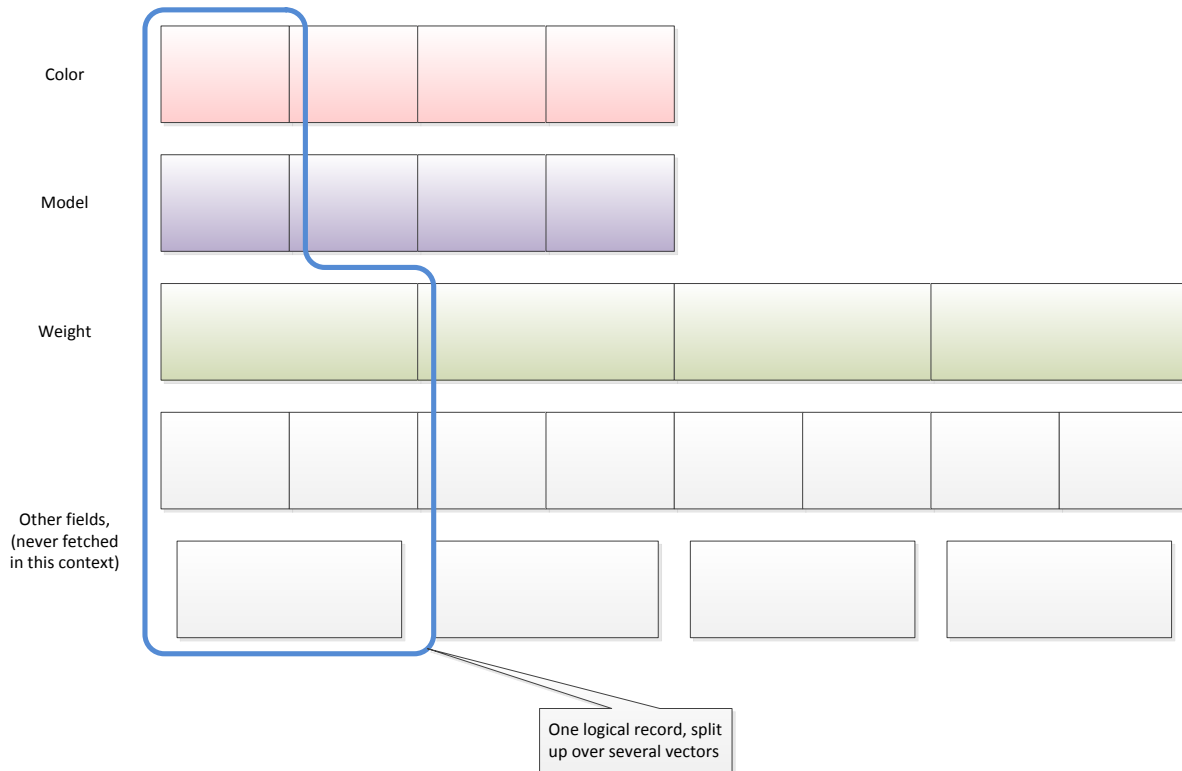 Color
Model
Weight
Other fields,
(never fetched
in this context)
One logical record, split
up over several vectors